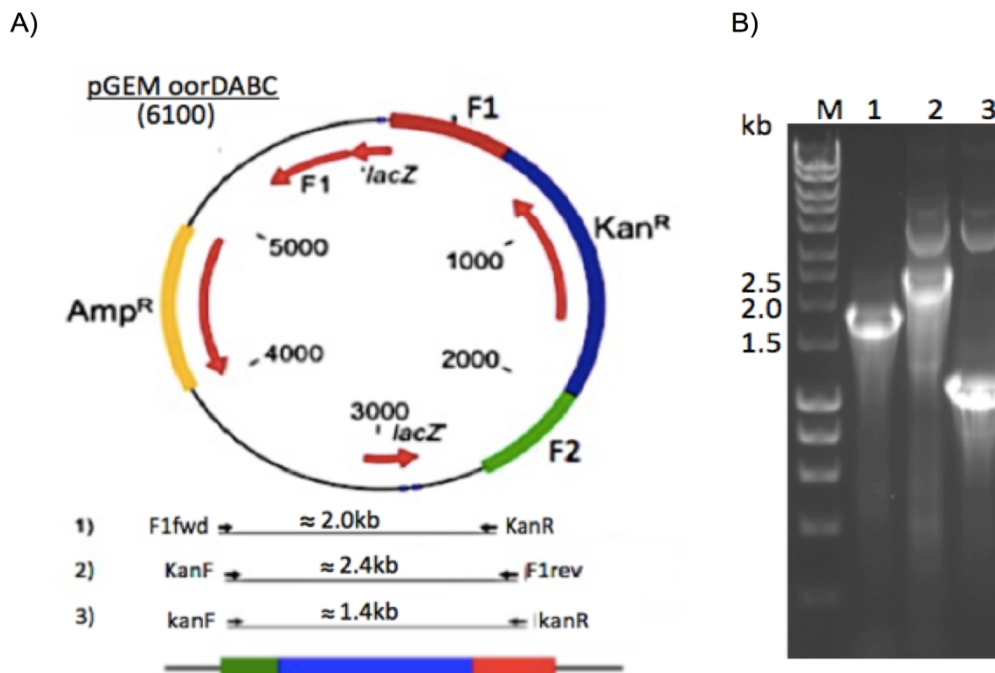 A)
pGEM oorDABC
(6100)
F1
'lacZ
F1
KanR
5000
1000
AmpR
4000
2000
3000
lacZ'
F2
1) F1fwd ≈ 2.0kb KanR
2) KanF ≈ 2.4kb F1rev
3) kanF ≈ 1.4kb kanR
B)
M 1 2 3
kb
2.5
2.0
1.5